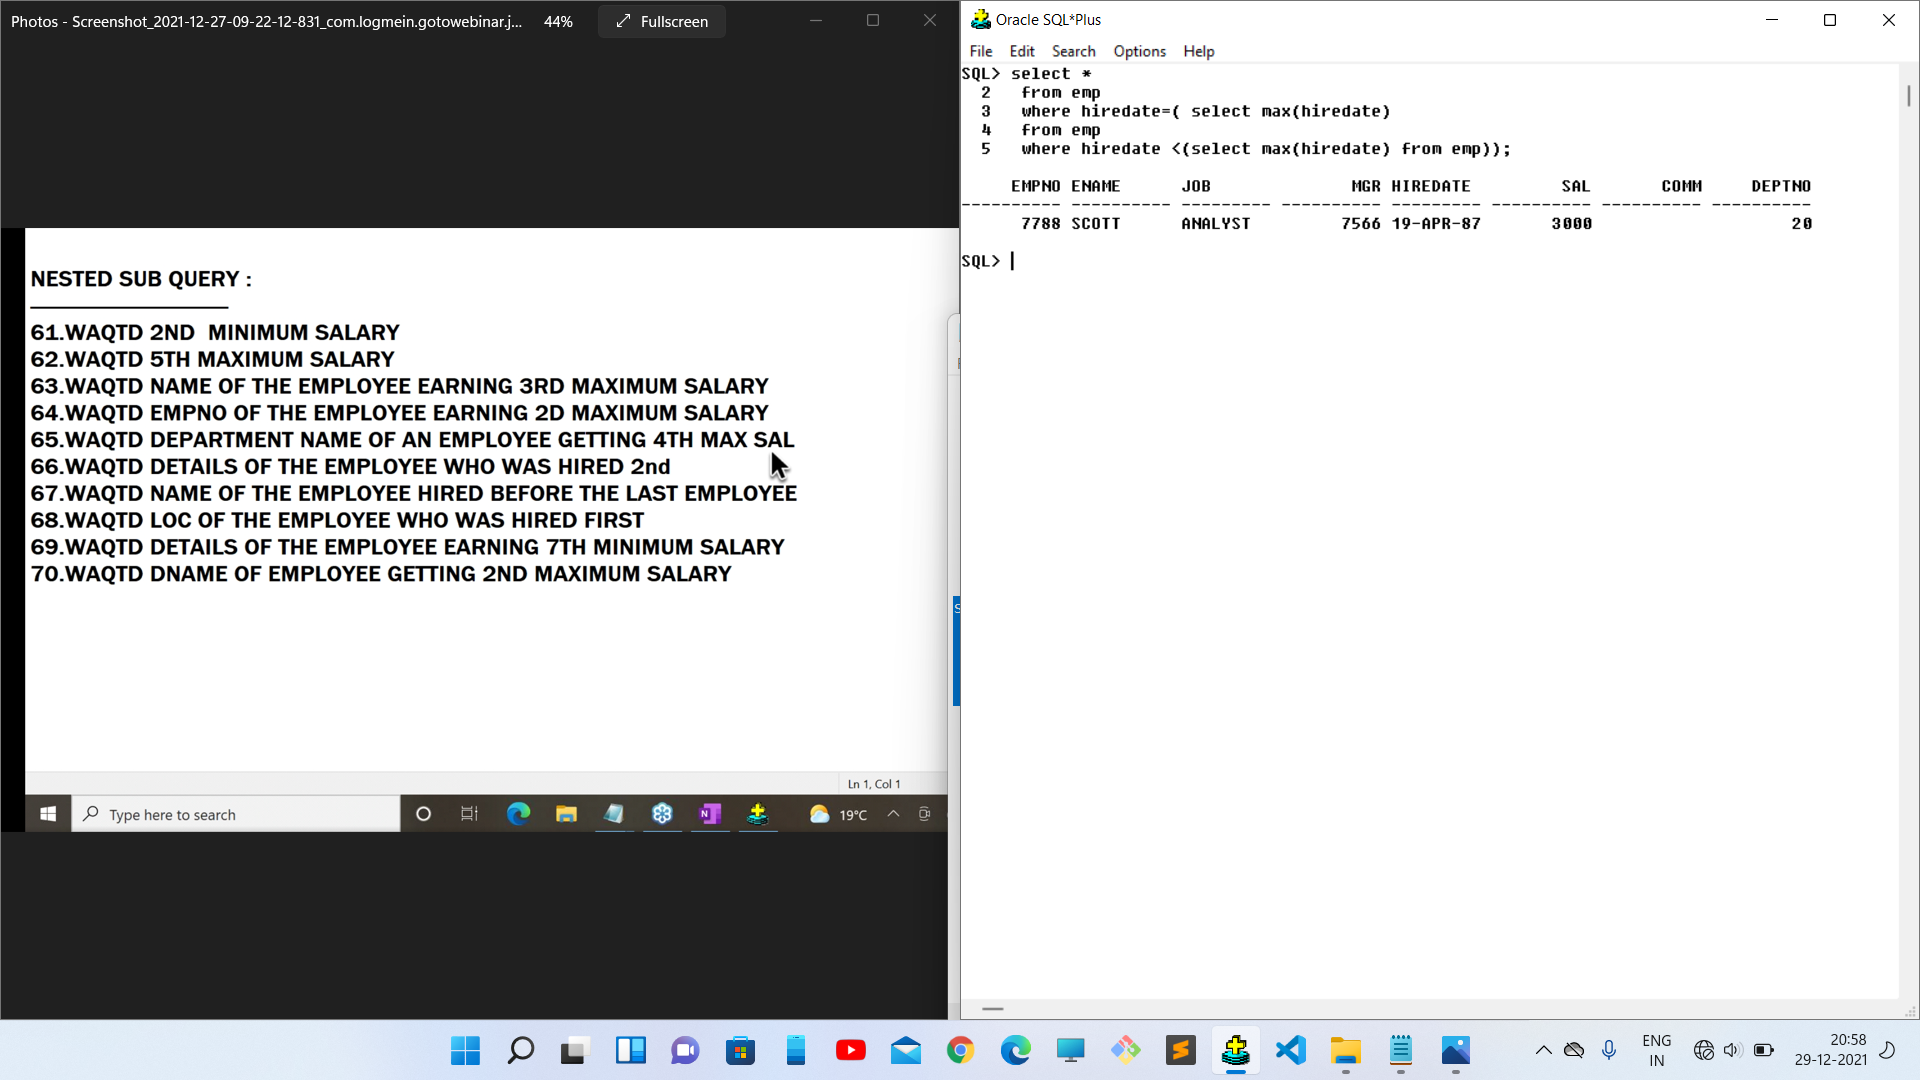 Photos - Screenshot_2021-12-27-09-22-12-831_com.logmein.gotowebinar.j...
44%
Fullscreen
NESTED SUB QUERY :
61.WAQTD 2ND  MINIMUM SALARY
62.WAQTD 5TH MAXIMUM SALARY
63.WAQTD NAME OF THE EMPLOYEE EARNING 3RD MAXIMUM SALARY
64.WAQTD EMPNO OF THE EMPLOYEE EARNING 2D MAXIMUM SALARY
65.WAQTD DEPARTMENT NAME OF AN EMPLOYEE GETTING 4TH MAX SAL
66.WAQTD DETAILS OF THE EMPLOYEE WHO WAS HIRED 2nd
67.WAQTD NAME OF THE EMPLOYEE HIRED BEFORE THE LAST EMPLOYEE
68.WAQTD LOC OF THE EMPLOYEE WHO WAS HIRED FIRST
69.WAQTD DETAILS OF THE EMPLOYEE EARNING 7TH MINIMUM SALARY
70.WAQTD DNAME OF EMPLOYEE GETTING 2ND MAXIMUM SALARY
Ln 1, Col 1
Type here to search
19°C
Oracle SQL*Plus
File Edit Search Options Help
SQL> select *
2 from emp
3 where hiredate=( select max(hiredate)
4 from emp
5 where hiredate <(select max(hiredate) from emp));
EMPNO ENAME JOB MGR HIREDATE SAL COMM DEPTNO
---------- ---------- --------- ---------- --------- ---------- ---------- ----------
7788 SCOTT ANALYST 7566 19-APR-87 3000 20
SQL>
ENG
IN
20:58
29-12-2021